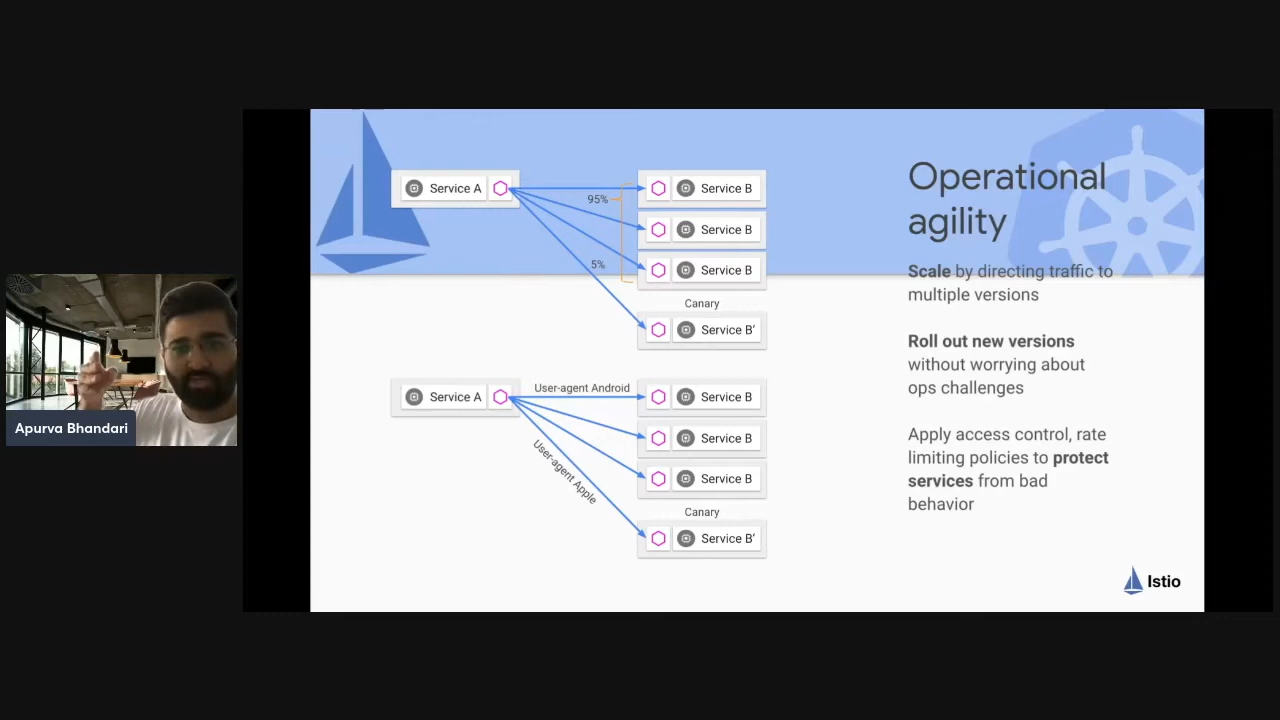 Apurva Bhandari
Service A
95%
5%
Service B
Service B
Service B
Canary
Service B’
Service A
User-agent Android
User-agent Apple
Service B
Service B
Service B
Canary
Service B’
Operational
agility
Scale by directing traffic to
multiple versions
Roll out new versions
without worrying about
ops challenges
Apply access control, rate
limiting policies to protect
services from bad
behavior
Istio